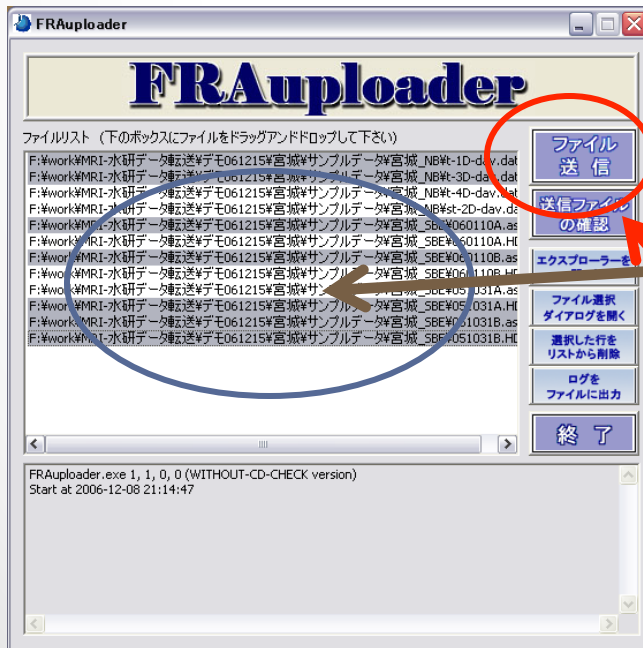 FRAuploader
FRAuploader
ファイルリスト (下のボックスにファイルをドラッグアンドドロップして下さい)
F:¥work¥MRI-水研データ転送¥デモ061215¥宮城¥サンプルデータ¥宮城_NB¥t-1D-dav.dat
F:¥work¥MRI-水研データ転送¥デモ061215¥宮城¥サンプルデータ¥宮城_NB¥t-3D-dav.dat
F:¥work¥MRI-水研データ転送¥デモ061215¥宮城¥サンプルデータ¥宮城_NB¥t-4D-dav.dat
F:¥work¥MRI-水研データ転送¥デモ061215¥宮城¥サンプルデータ¥宮城_NB¥st-2D-dav.da
F:¥work¥MRI-水研データ転送¥デモ061215¥宮城¥サンプルデータ¥宮城_SBE¥060110A.as
F:¥work¥MRI-水研データ転送¥デモ061215¥宮城¥サンプルデータ¥宮城_SBE¥060110A.HD
F:¥work¥MRI-水研データ転送¥デモ061215¥宮城¥サンプルデータ¥宮城_SBE¥060110B.as
F:¥work¥MRI-水研データ転送¥デモ061215¥宮城¥サンプルデータ¥宮城_SBE¥060110B.HD
F:¥work¥MRI-水研データ転送¥デモ061215¥宮城¥サンプルデータ¥宮城_SBE¥051031A.as
F:¥work¥MRI-水研データ転送¥デモ061215¥宮城¥サンプルデータ¥宮城_SBE¥051031A.HD
F:¥work¥MRI-水研データ転送¥デモ061215¥宮城¥サンプルデータ¥宮城_SBE¥051031B.as
F:¥work¥MRI-水研データ転送¥デモ061215¥宮城¥サンプルデータ¥宮城_SBE¥051031B.HD
ファイル
送信
送信ファイル
の確認
エクスプローラーを
ファイル選択
ダイアログを開く
選択した行を
リストから削除
ログを
ファイルに出力
終了
FRAuploader.exe 1, 1, 0, 0 (WITHOUT-CD-CHECK version)
Start at 2006-12-08 21:14:47